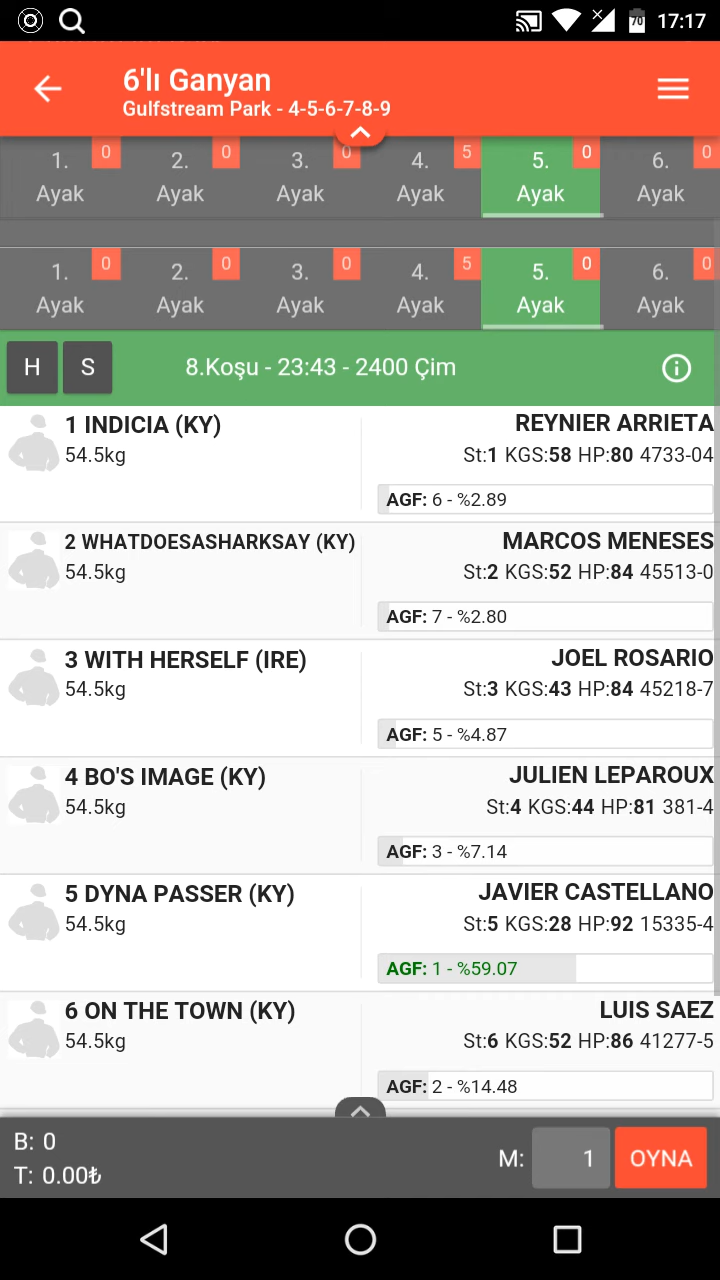 70 17:17
6'lı Ganyan
Gulfstream Park - 4-5-6-7-8-9
1. Ayak 0 2. Ayak 0 3. Ayak 0 4. Ayak 5 5. Ayak 0 6. Ayak 0
1. Ayak 0 2. Ayak 0 3. Ayak 0 4. Ayak 5 5. Ayak 0 6. Ayak 0
H S 8.Koşu - 23:43 - 2400 Çim
1 INDICIA (KY) REYNIER ARRIETA
54.5kg St:1 KGS:58 HP:80 4733-04
AGF: 6 - %2.89
2 WHATDOESASHARKSAY (KY) MARCOS MENESES
54.5kg St:2 KGS:52 HP:84 45513-0
AGF: 7 - %2.80
3 WITH HERSELF (IRE) JOEL ROSARIO
54.5kg St:3 KGS:43 HP:84 45218-7
AGF: 5 - %4.87
4 BO'S IMAGE (KY) JULIEN LEPAROUX
54.5kg St:4 KGS:44 HP:81 381-4
AGF: 3 - %7.14
5 DYNA PASSER (KY) JAVIER CASTELLANO
54.5kg St:5 KGS:28 HP:92 15335-4
AGF: 1 - %59.07
6 ON THE TOWN (KY) LUIS SAEZ
54.5kg St:6 KGS:52 HP:86 41277-5
AGF: 2 - %14.48
B: 0
T: 0.00₺ M: 1 OYNA